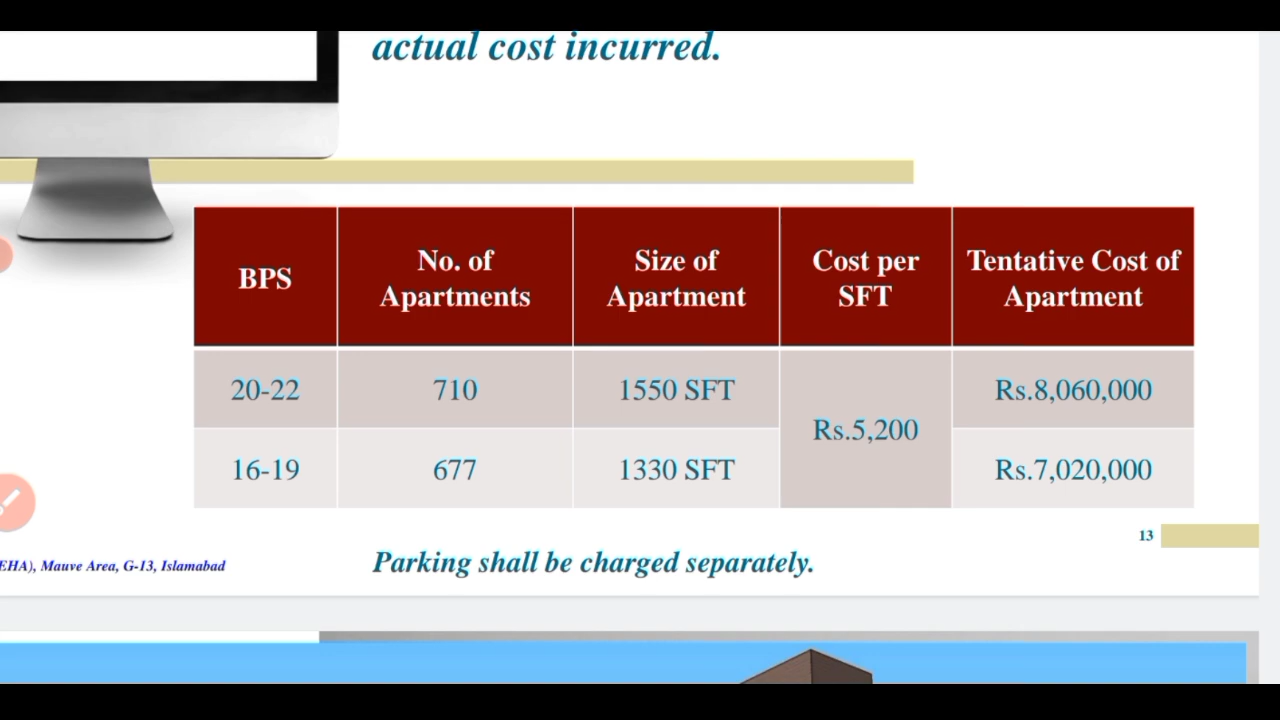 actual cost incurred.
BPS
No. of
Apartments
Size of
Apartment
Cost per
SFT
Tentative Cost of
Apartment
20-22
710
1550 SFT
Rs.5,200
Rs.8,060,000
16-19
677
1330 SFT
Rs.7,020,000
13
EHA), Mauve Area, G-13, Islamabad
Parking shall be charged separately.